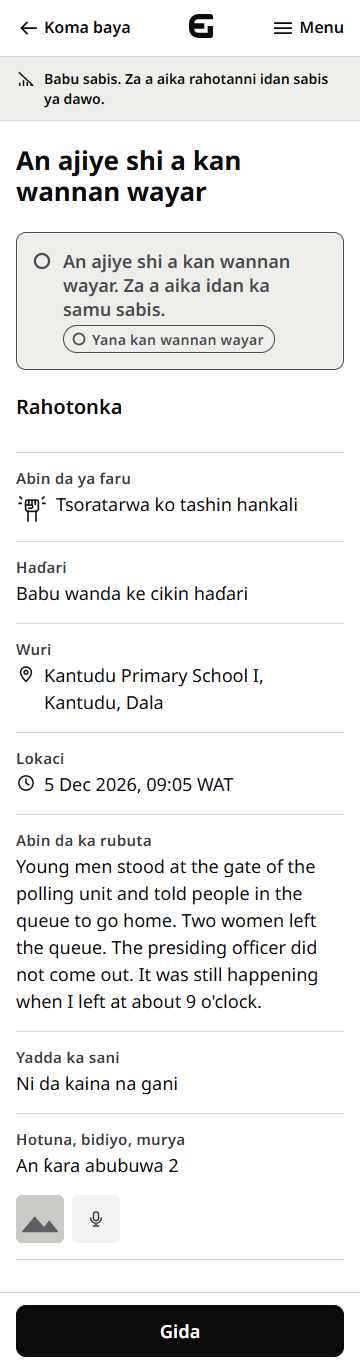 Koma baya
Menu
Babu sabis. Za a aika rahotanni idan sabis
ya dawo.
An ajiye shi a kan
wannan wayar
An ajiye shi a kan wannan
wayar. Za a aika idan ka
samu sabis.
Yana kan wannan wayar
Rahotonka
Abin da ya faru
Tsoratarwa ko tashin hankali
Haɗari
Babu wanda ke cikin haɗari
Wuri
Kantudu Primary School I,
Kantudu, Dala
Lokaci
5 Dec 2026, 09:05 WAT
Abin da ka rubuta
Young men stood at the gate of the
polling unit and told people in the
queue to go home. Two women left
the queue. The presiding officer did
not come out. It was still happening
when I left at about 9 o'clock.
Yadda ka sani
Ni da kaina na gani
Hotuna, bidiyo, murya
An ƙara abubuwa 2
Gida